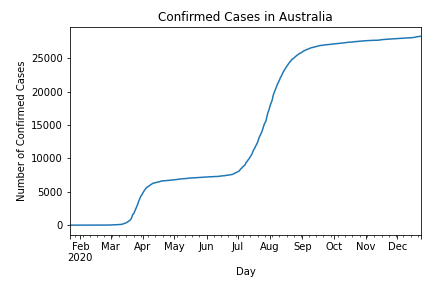 Confirmed Cases in Australia
Number of Confirmed Cases
25000
20000
15000
10000
5000
0
Feb Mar Apr May Jun Jul Aug Sep Oct Nov Dec
2020
Day